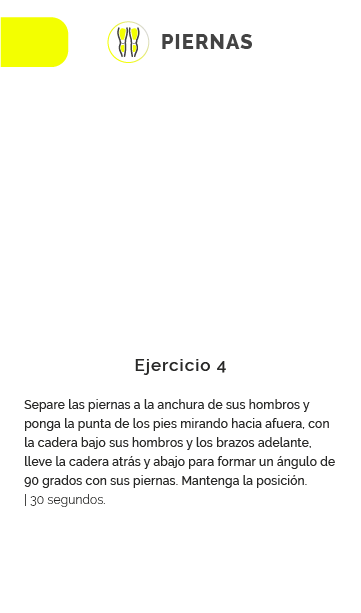 PIERNAS
Ejercicio 4
Separe las piernas a la anchura de sus hombros y
ponga la punta de los pies mirando hacia afuera, con
la cadera bajo sus hombros y los brazos adelante,
lleve la cadera atrás y abajo para formar un ángulo de
90 grados con sus piernas. Mantenga la posición.
| 30 segundos.